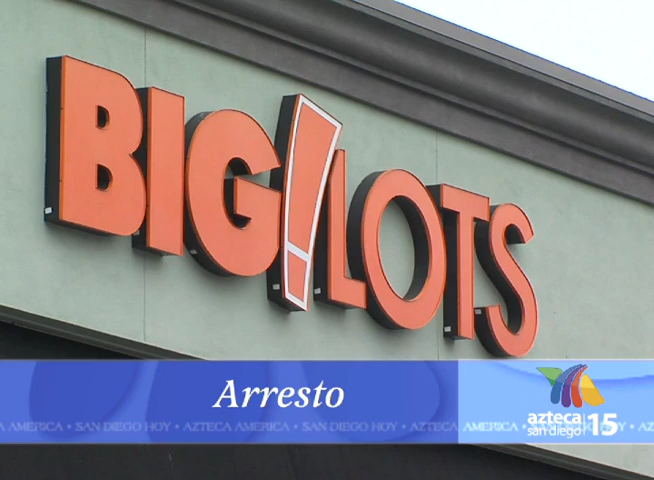 BIG!LOTS
Arresto
azteca
san diego 15
A AMERICA • SAN DIEGO HOY • AZTECA AMERICA • SAN DIEGO HOY • AZTECA AMERICA • SAN DIEGO HOY